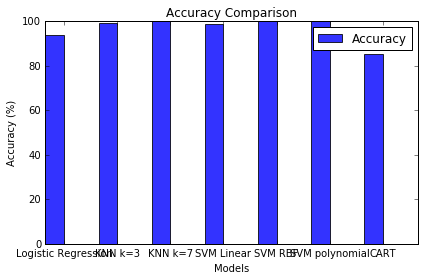 Accuracy Comparison
100
80
60
40
20
0
Accuracy (%)
Accuracy
Logistic Regression KNN k=3 KNN k=7 SVM Linear SVM RBF SVM polynomial CART
Models